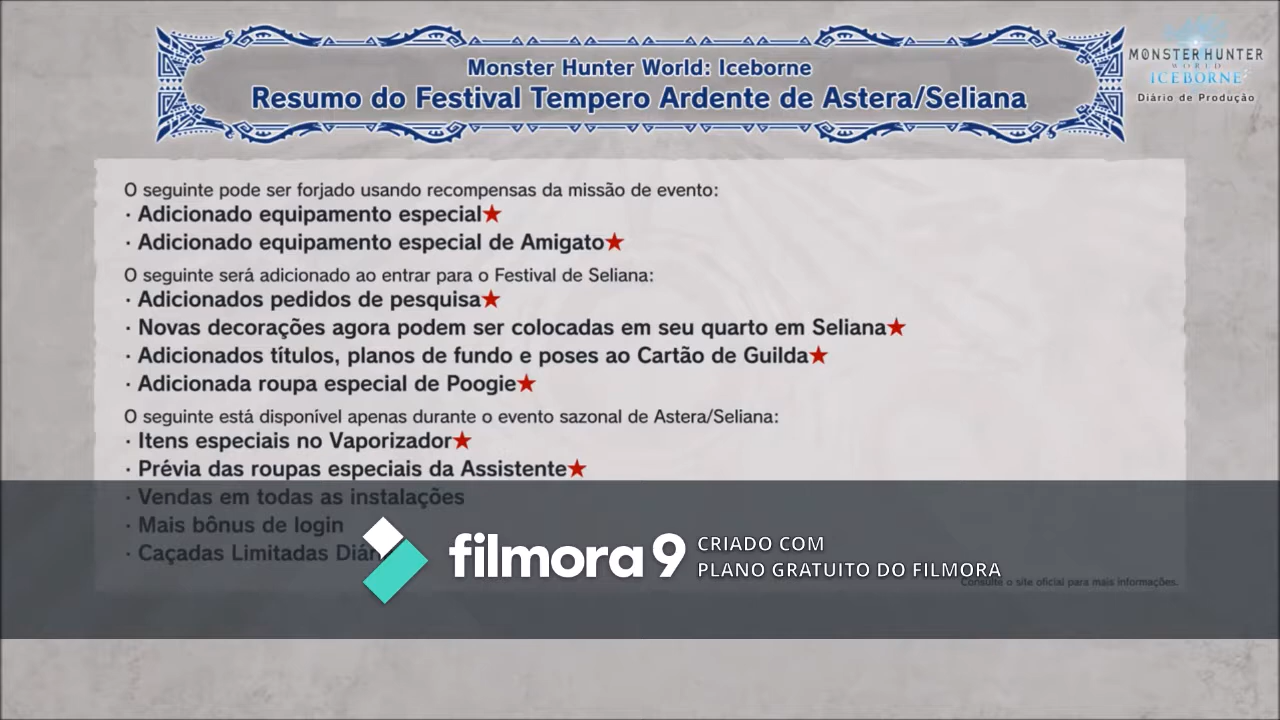 Monster Hunter World: Iceborne
Resumo do Festival Tempero Ardente de Astera/Seliana
MONSTER HUNTER
WORLD
ICEBORNE
Diário de Produção
O seguinte pode ser forjado usando recompensas da missão de evento:
· Adicionado equipamento especial★
· Adicionado equipamento especial de Amigato★
O seguinte será adicionado ao entrar para o Festival de Seliana:
· Adicionados pedidos de pesquisa★
· Novas decorações agora podem ser colocadas em seu quarto em Seliana★
· Adicionados títulos, planos de fundo e poses ao Cartão de Guilda★
· Adicionada roupa especial de Poogie★
O seguinte está disponível apenas durante o evento sazonal de Astera/Seliana:
· Itens especiais no Vaporizador★
· Prévia das roupas especiais da Assistente★
· Vendas em todas as instalações
· Mais bônus de login
· Caçadas Limitadas
filmora9
CRIADO COM
PLANO GRATUITO DO FILMORA
Consulte o site oficial para mais informações.